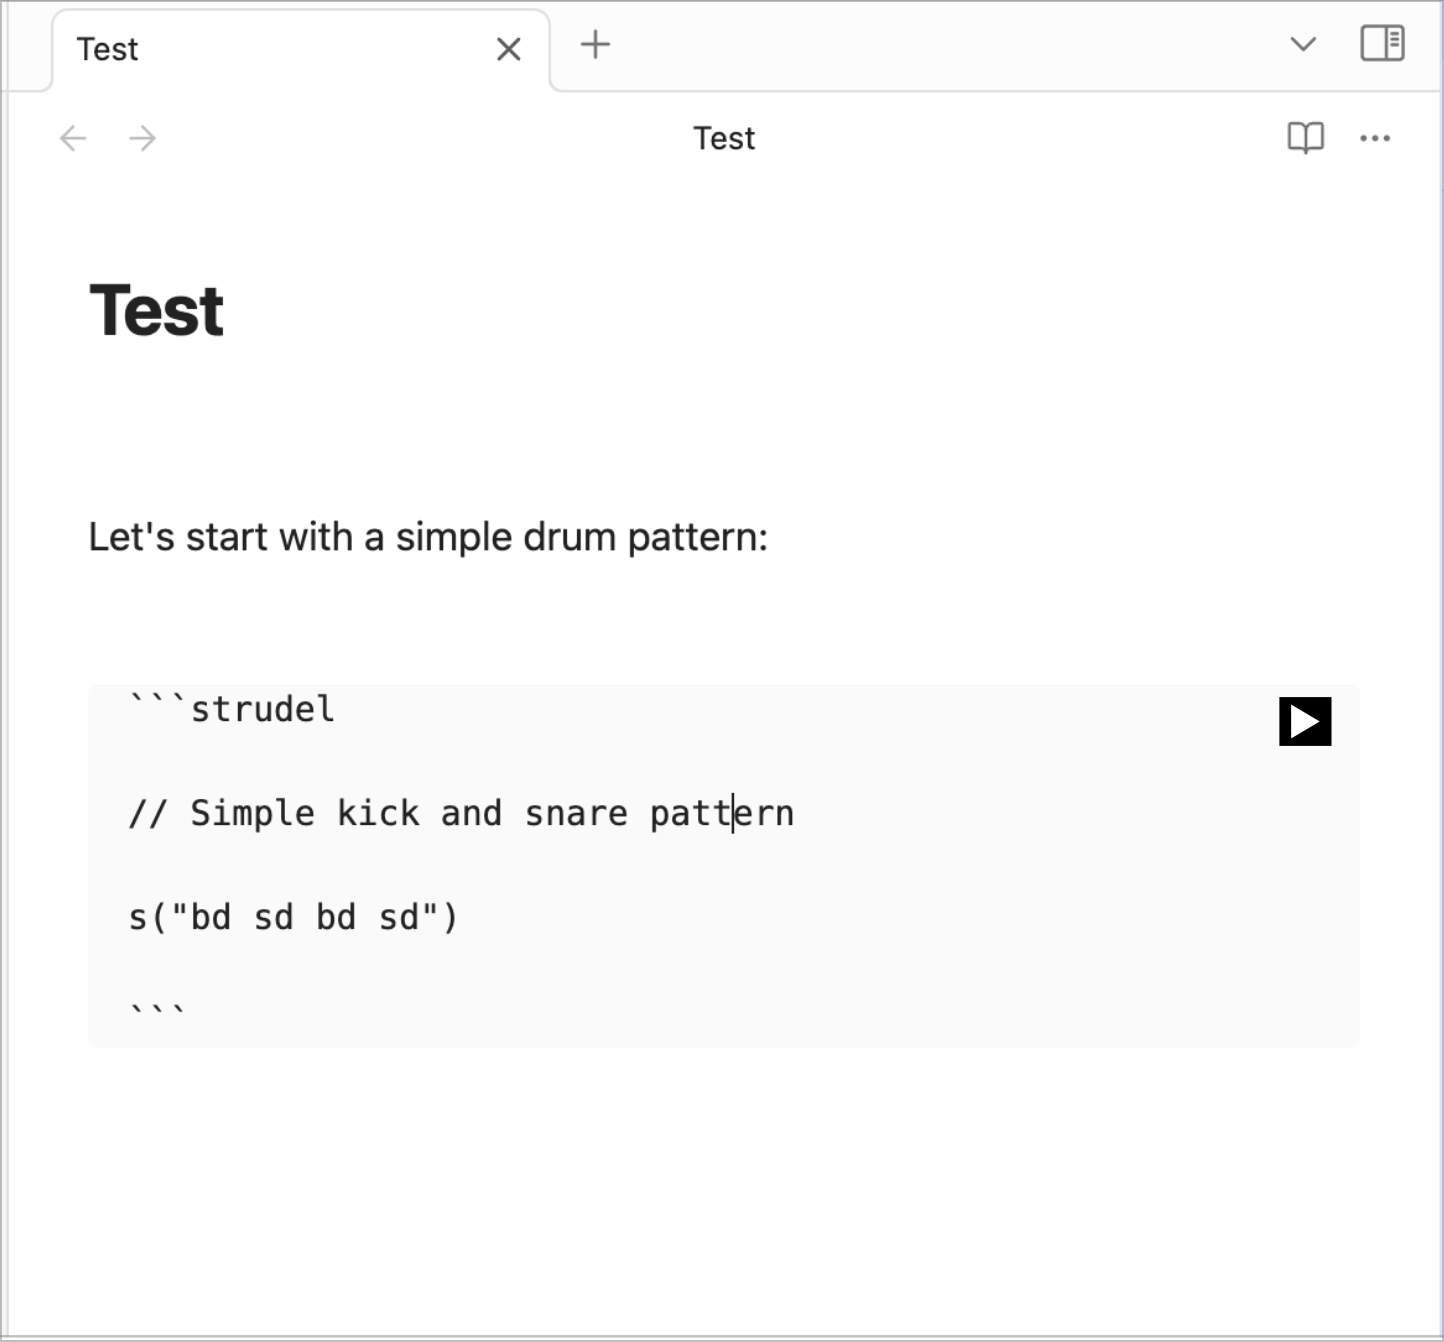 Test
Test
Test
Let's start with a simple drum pattern:
```strudel
// Simple kick and snare pattern
s("bd sd bd sd")
```